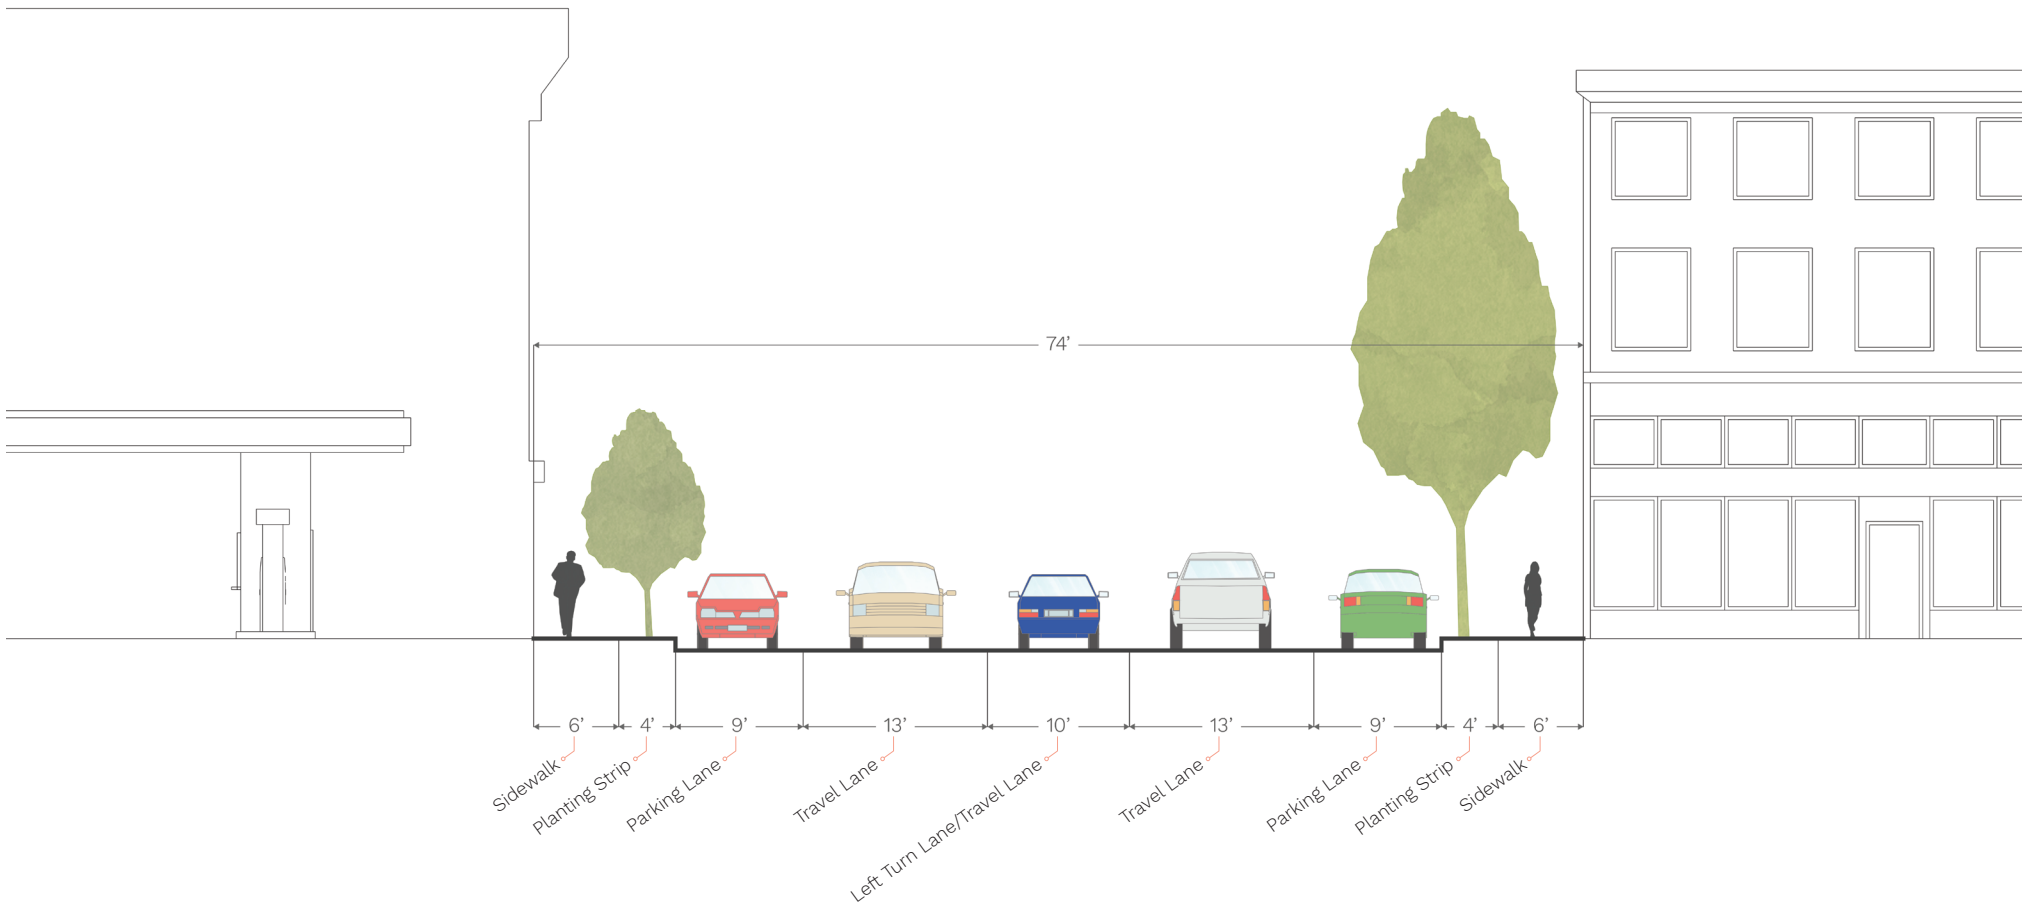 74’
6’ 4’ 9’ 13’ 10’ 13’ 9’ 4’ 6’
Sidewalk
Planting Strip
Parking Lane
Travel Lane
Left Turn Lane/Travel Lane
Travel Lane
Parking Lane
Planting Strip
Sidewalk